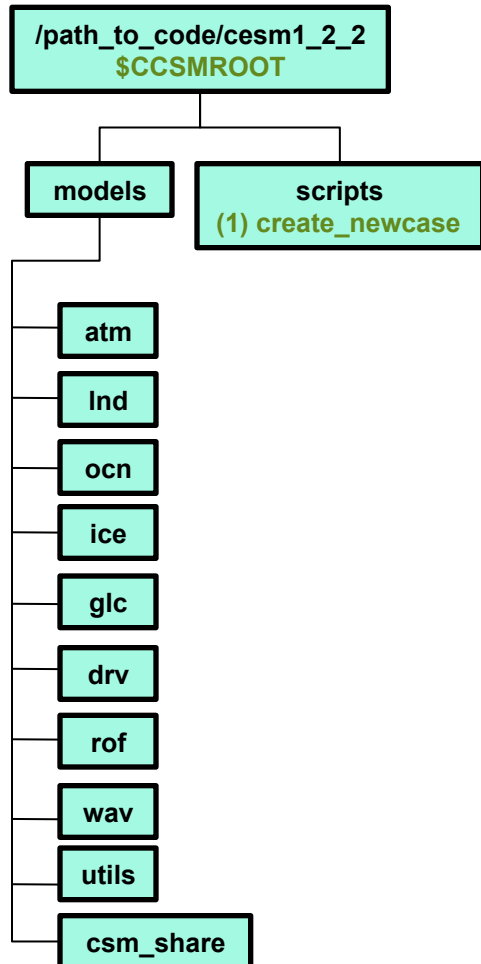 /path_to_code/cesm1_2_2
$CCSMROOT
models
scripts
(1) create_newcase
atm
lnd
ocn
ice
glc
drv
rof
wav
utils
csm_share